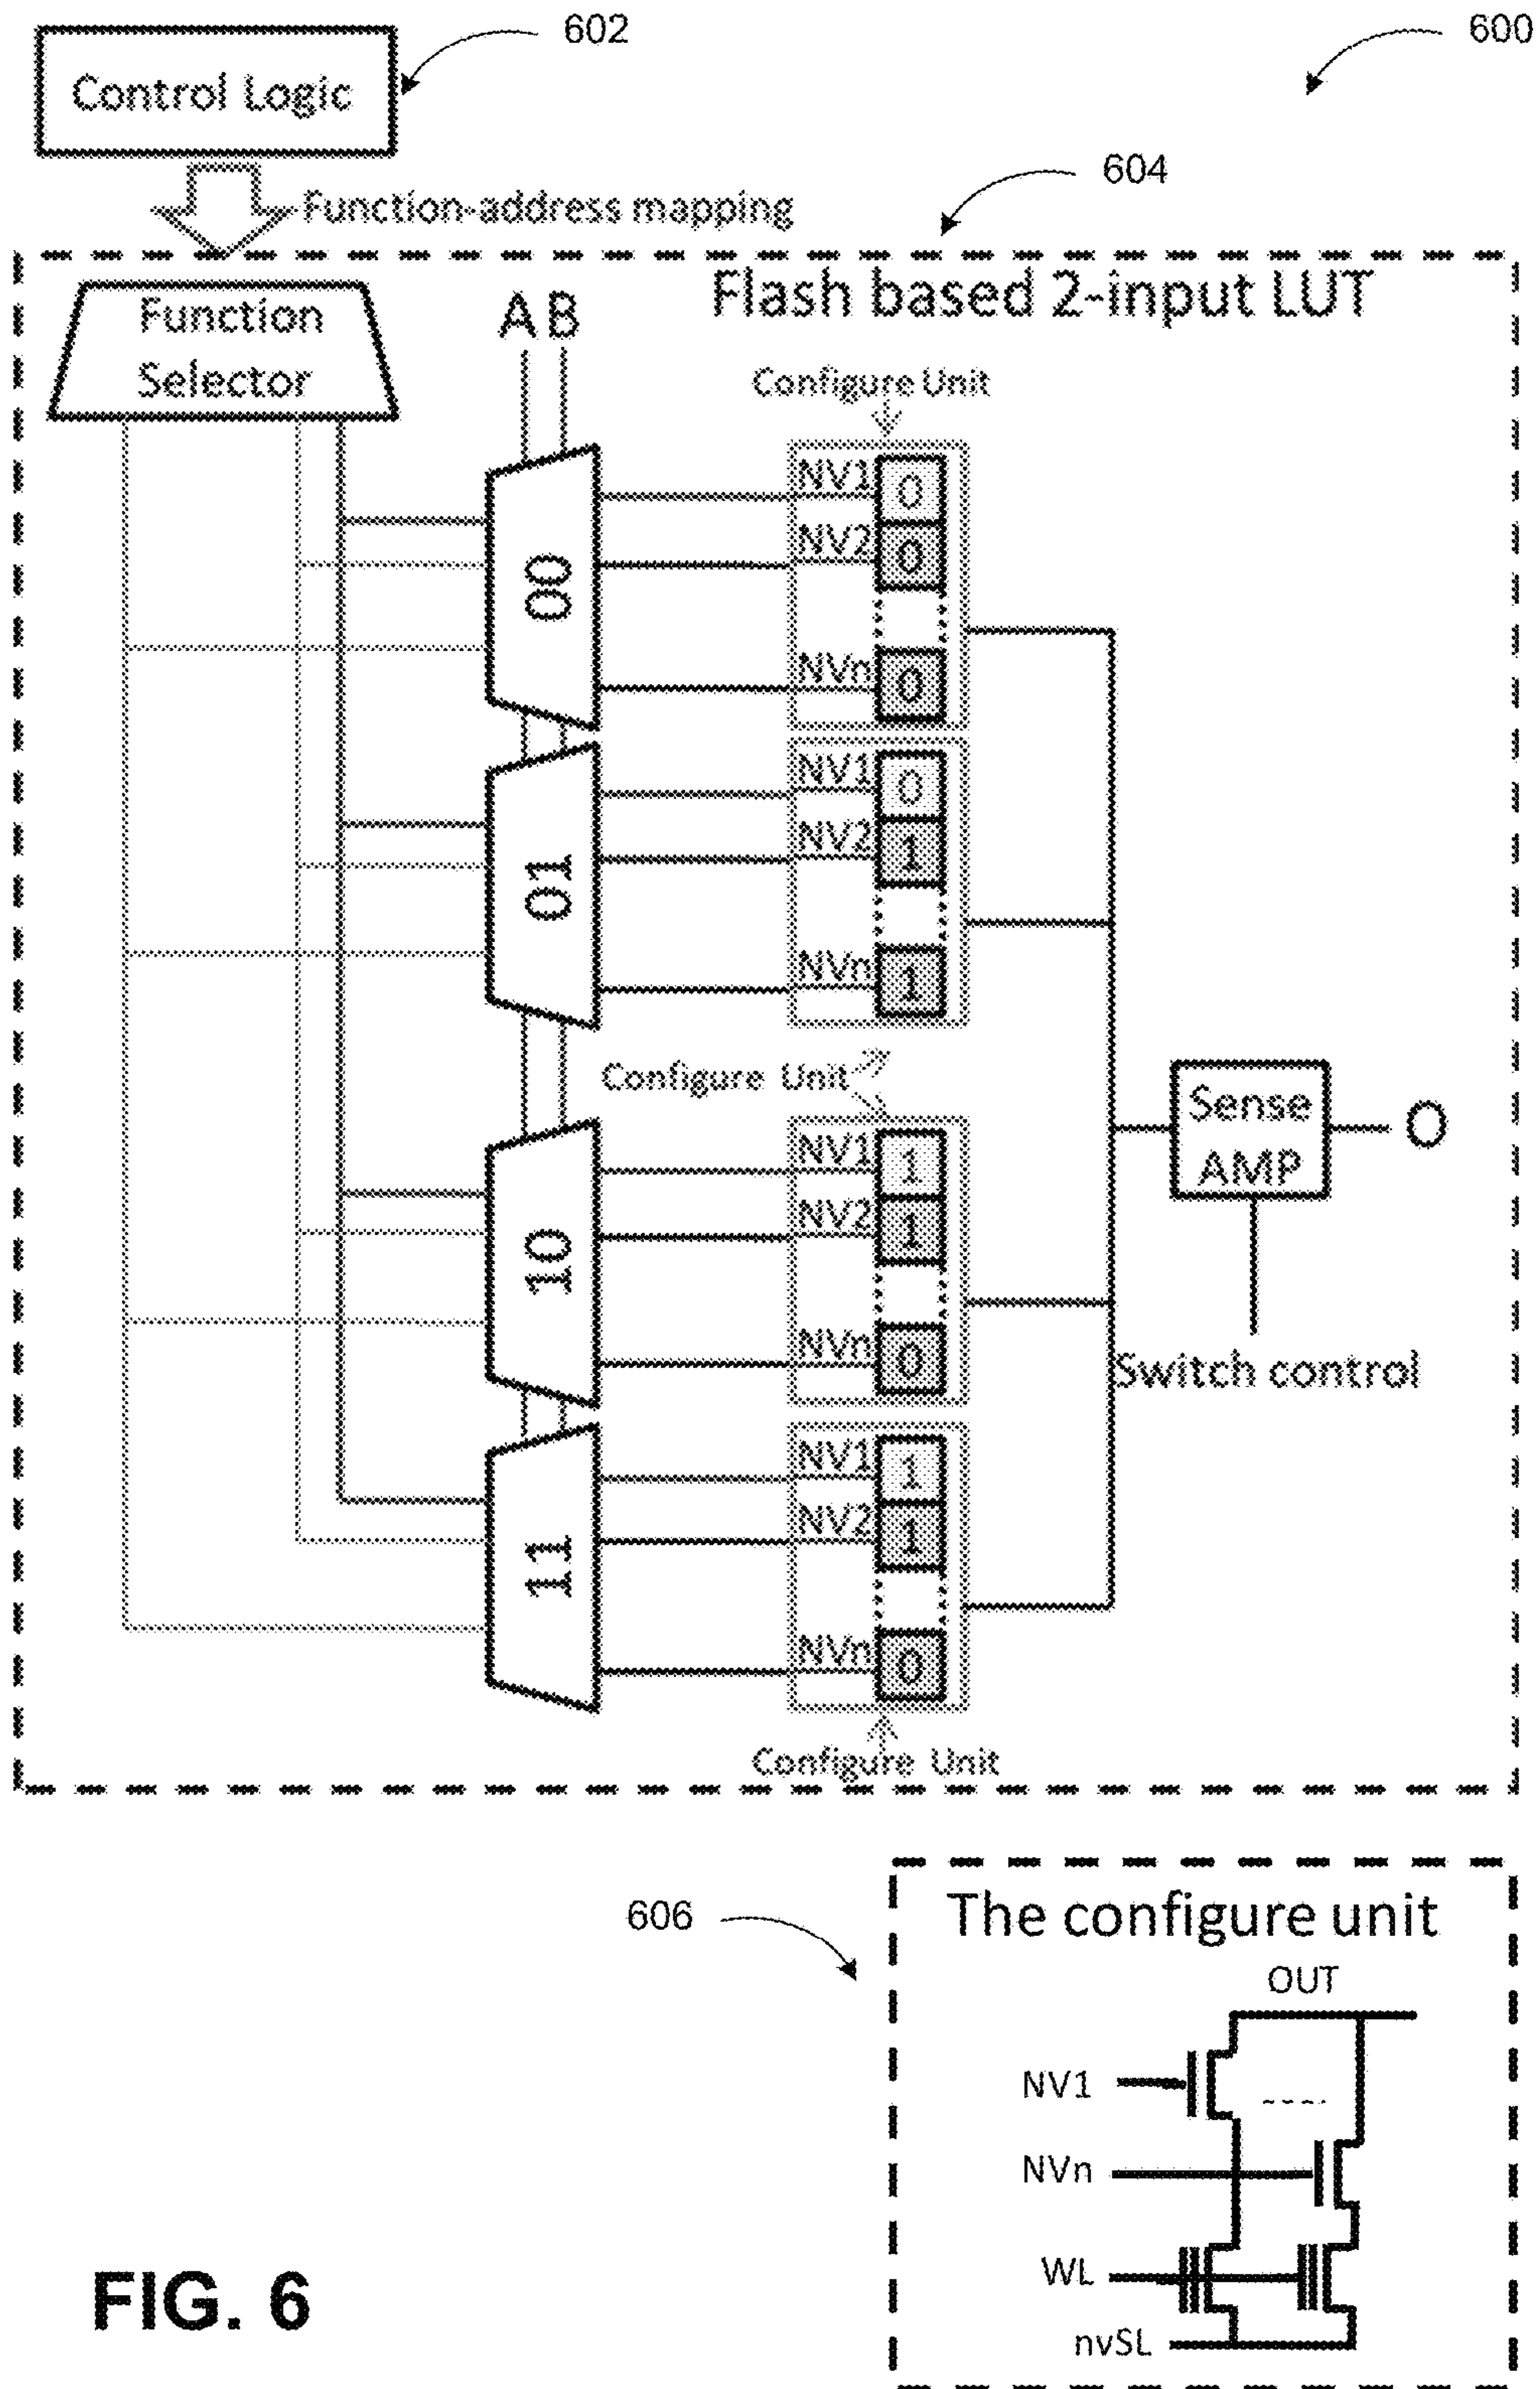 602
600
Control Logic
604
Function-address mapping
Flash based 2-input LUT
Function
Selector
A B
Configure Unit
00
NV1 0
NV2 0
NVn 0
01
NV1 0
NV2 1
NVn 1
Configure Unit
10
NV1 1
NV2 1
NVn 0
Sense
AMP
O
Switch control
11
NV1 1
NV2 1
NVn 0
Configure Unit
606
The configure unit
OUT
NV1
NVn
WL
nvSL
FIG. 6